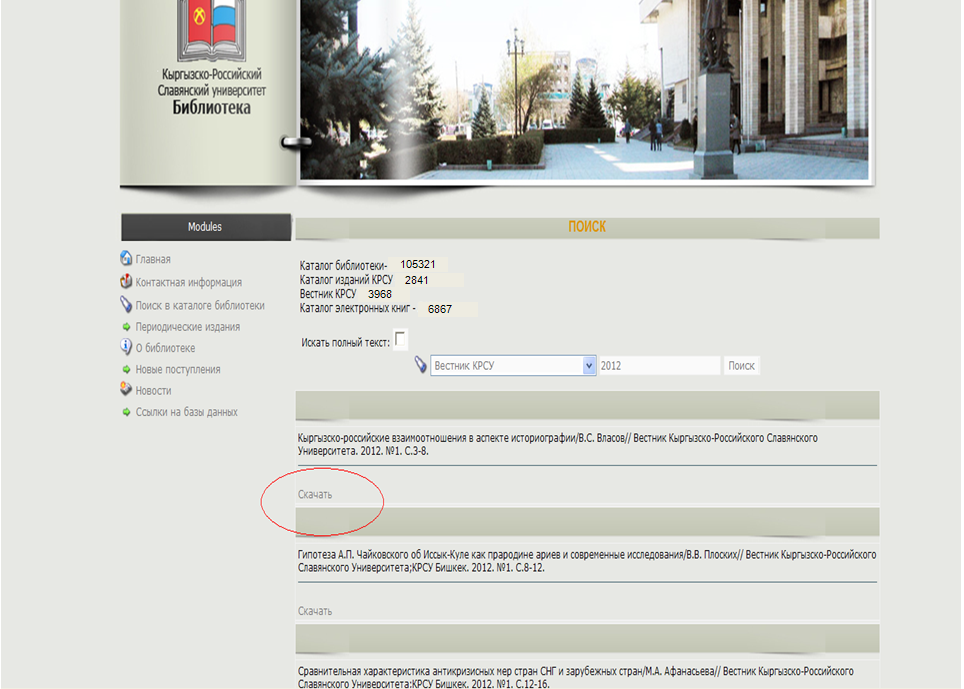 Кыргызско-Российский
Славянский университет
Библиотека
Modules
Главная
Контактная информация
Поиск в каталоге библиотеки
Периодические издания
О библиотеке
Новые поступления
Новости
Ссылки на базы данных
ПОИСК
Каталог библиотеки- 105321
Каталог изданий КРСУ 2841
Вестник КРСУ 3968
Каталог электронных книг - 6867
Искать полный текст:
Вестник КРСУ 2012 Поиск
Кыргызско-российские взаимоотношения в аспекте историографии/В.С. Власов// Вестник Кыргызско-Российского Славянского
Университета. 2012. №1. С.3-8.
Скачать
Гипотеза А.П. Чайковского об Иссык-Куле как прародине ариев и современные исследования/В.В. Плоских// Вестник Кыргызско-Российского
Славянского Университета;КРСУ Бишкек. 2012. №1. С.8-12.
Скачать
Сравнительная характеристика антикризисных мер стран СНГ и зарубежных стран/М.А. Афанасьева// Вестник Кыргызско-Российского
Славянского Университета;КРСУ Бишкек. 2012. №1. С.12-16.